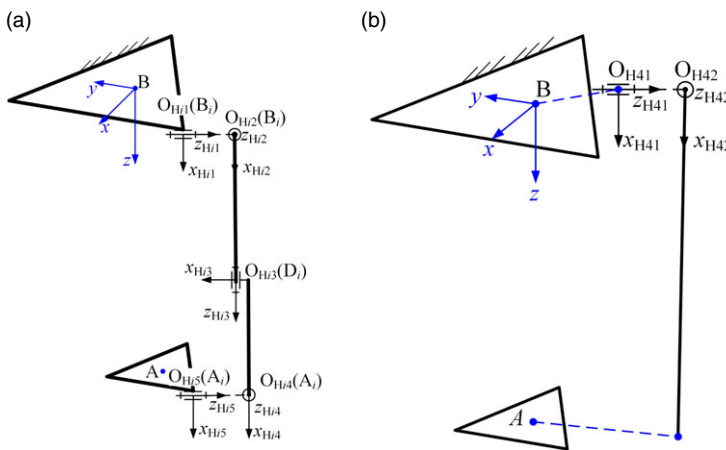 (a)
(b)
B
y
x
z
O_Hi1(B_i)
z_Hi1
x_Hi1
O_Hi2(B_i)
z_Hi2
x_Hi2
x_Hi3
O_Hi3(D_i)
z_Hi3
A
O_Hi5(A_i)
z_Hi5
x_Hi5
O_Hi4(A_i)
z_Hi4
x_Hi4
B
y
x
z
O_H41
z_H41
x_H41
O_H42
z_H42
x_H42
A